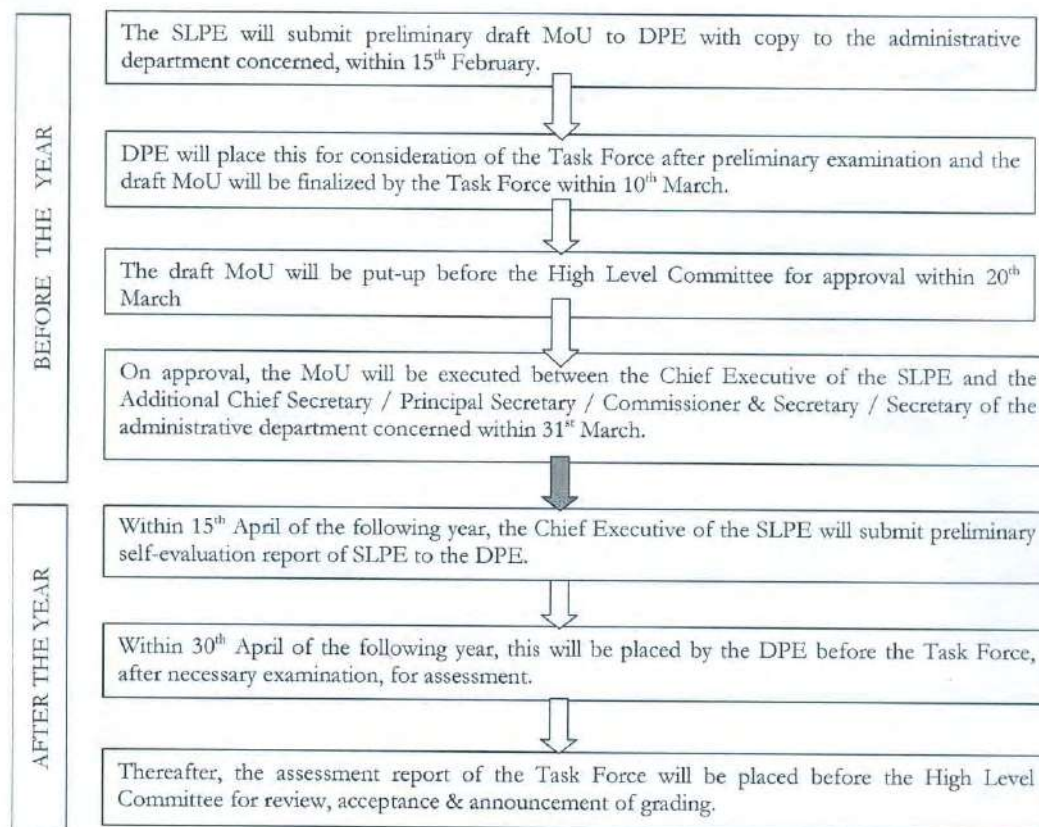 BEFORE THE YEAR
The SLPE will submit preliminary draft MoU to DPE with copy to the administrative
department concerned, within 15th February.
DPE will place this for consideration of the Task Force after preliminary examination and the
draft MoU will be finalized by the Task Force within 10th March.
The draft MoU will be put-up before the High Level Committee for approval within 20th
March
On approval, the MoU will be executed between the Chief Executive of the SLPE and the
Additional Chief Secretary / Principal Secretary / Commissioner & Secretary / Secretary of the
administrative department concerned within 31st March.
AFTER THE YEAR
Within 15th April of the following year, the Chief Executive of the SLPE will submit preliminary
self-evaluation report of SLPE to the DPE.
Within 30th April of the following year, this will be placed by the DPE before the Task Force,
after necessary examination, for assessment.
Thereafter, the assessment report of the Task Force will be placed before the High Level
Committee for review, acceptance & announcement of grading.